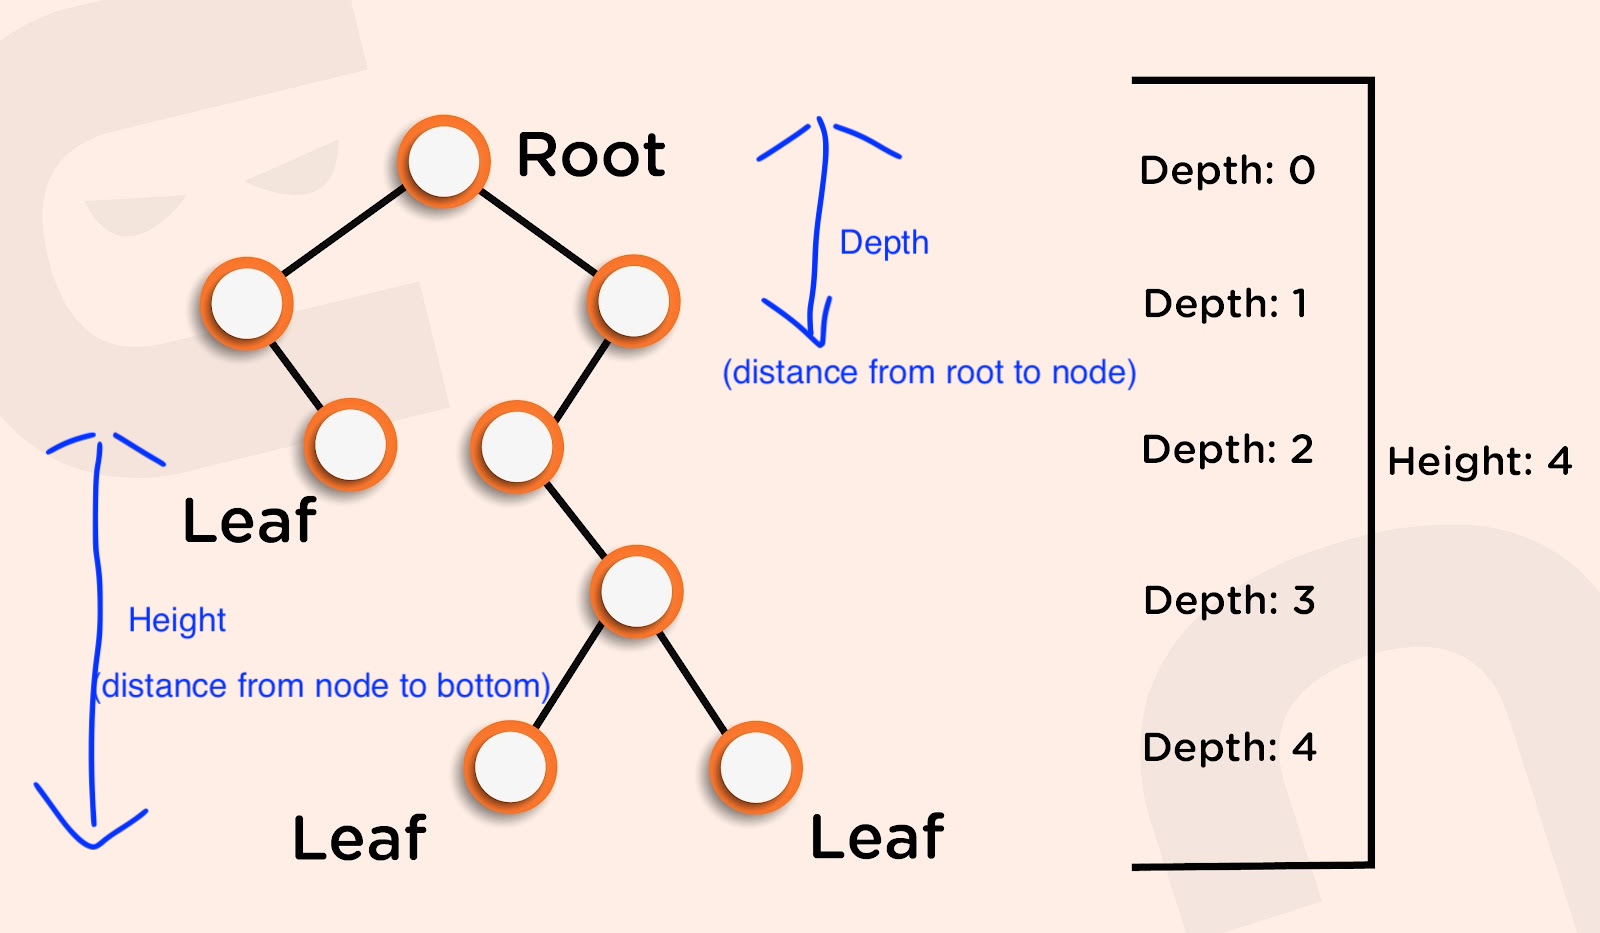 Root
Depth: 0
Depth
Depth: 1
(distance from root to node)
Depth: 2
Height: 4
Leaf
Depth: 3
Height
(distance from node to bottom)
Depth: 4
Leaf
Leaf